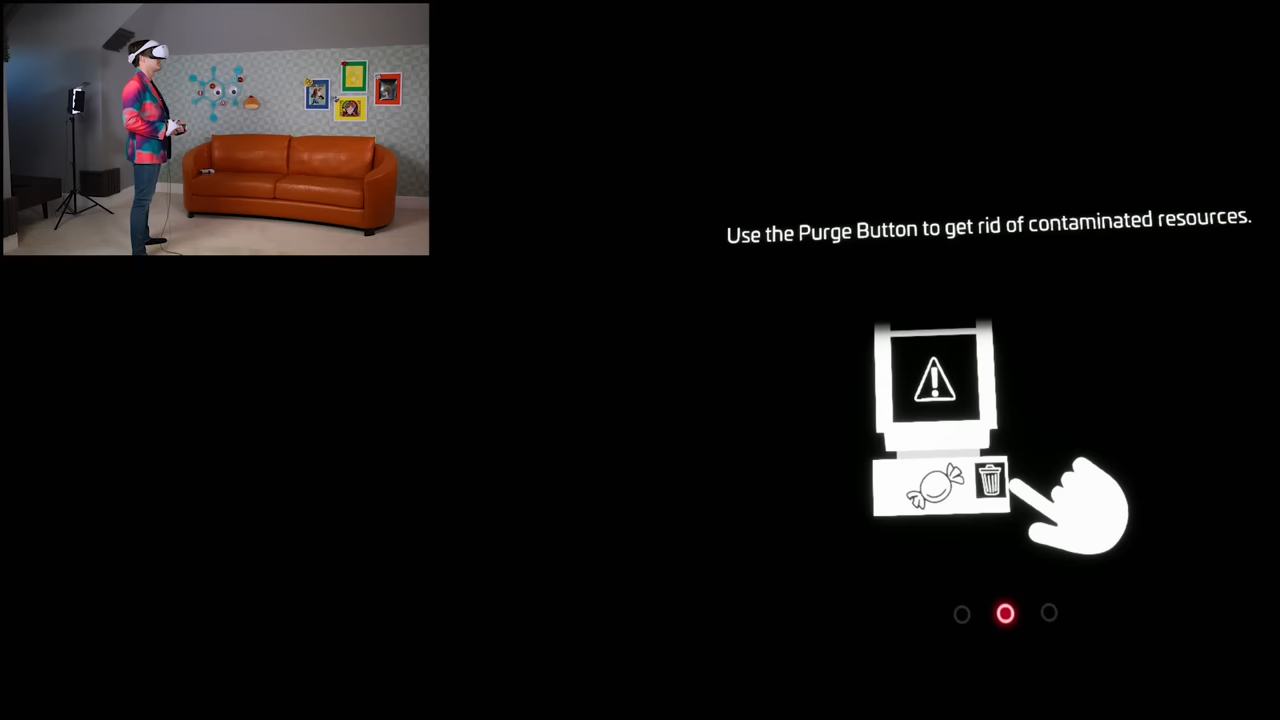 Use the Purge Button to get rid of contaminated resources.